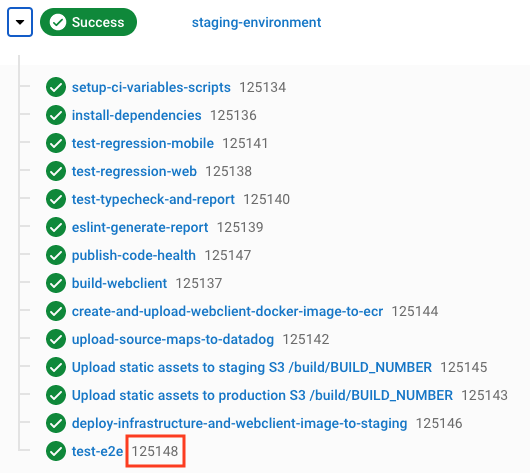 Success staging-environment
setup-ci-variables-scripts 125134
install-dependencies 125136
test-regression-mobile 125141
test-regression-web 125138
test-typecheck-and-report 125140
eslint-generate-report 125139
publish-code-health 125147
build-webclient 125137
create-and-upload-webclient-docker-image-to-ecr 125144
upload-source-maps-to-datadog 125142
Upload static assets to staging S3 /build/BUILD_NUMBER 125145
Upload static assets to production S3 /build/BUILD_NUMBER 125143
deploy-infrastructure-and-webclient-image-to-staging 125146
test-e2e 125148